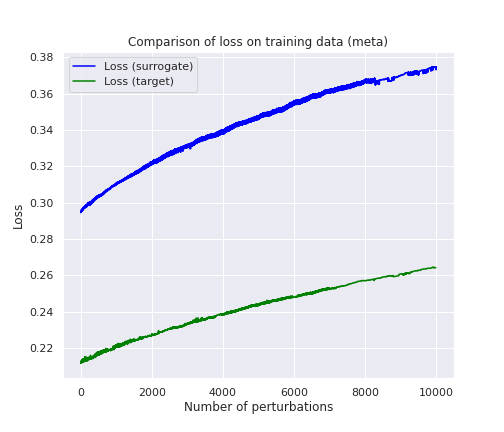 Comparison of loss on training data (meta)
Loss (surrogate)
Loss (target)
Loss
0.38
0.36
0.34
0.32
0.30
0.28
0.26
0.24
0.22
0 2000 4000 6000 8000 10000
Number of perturbations